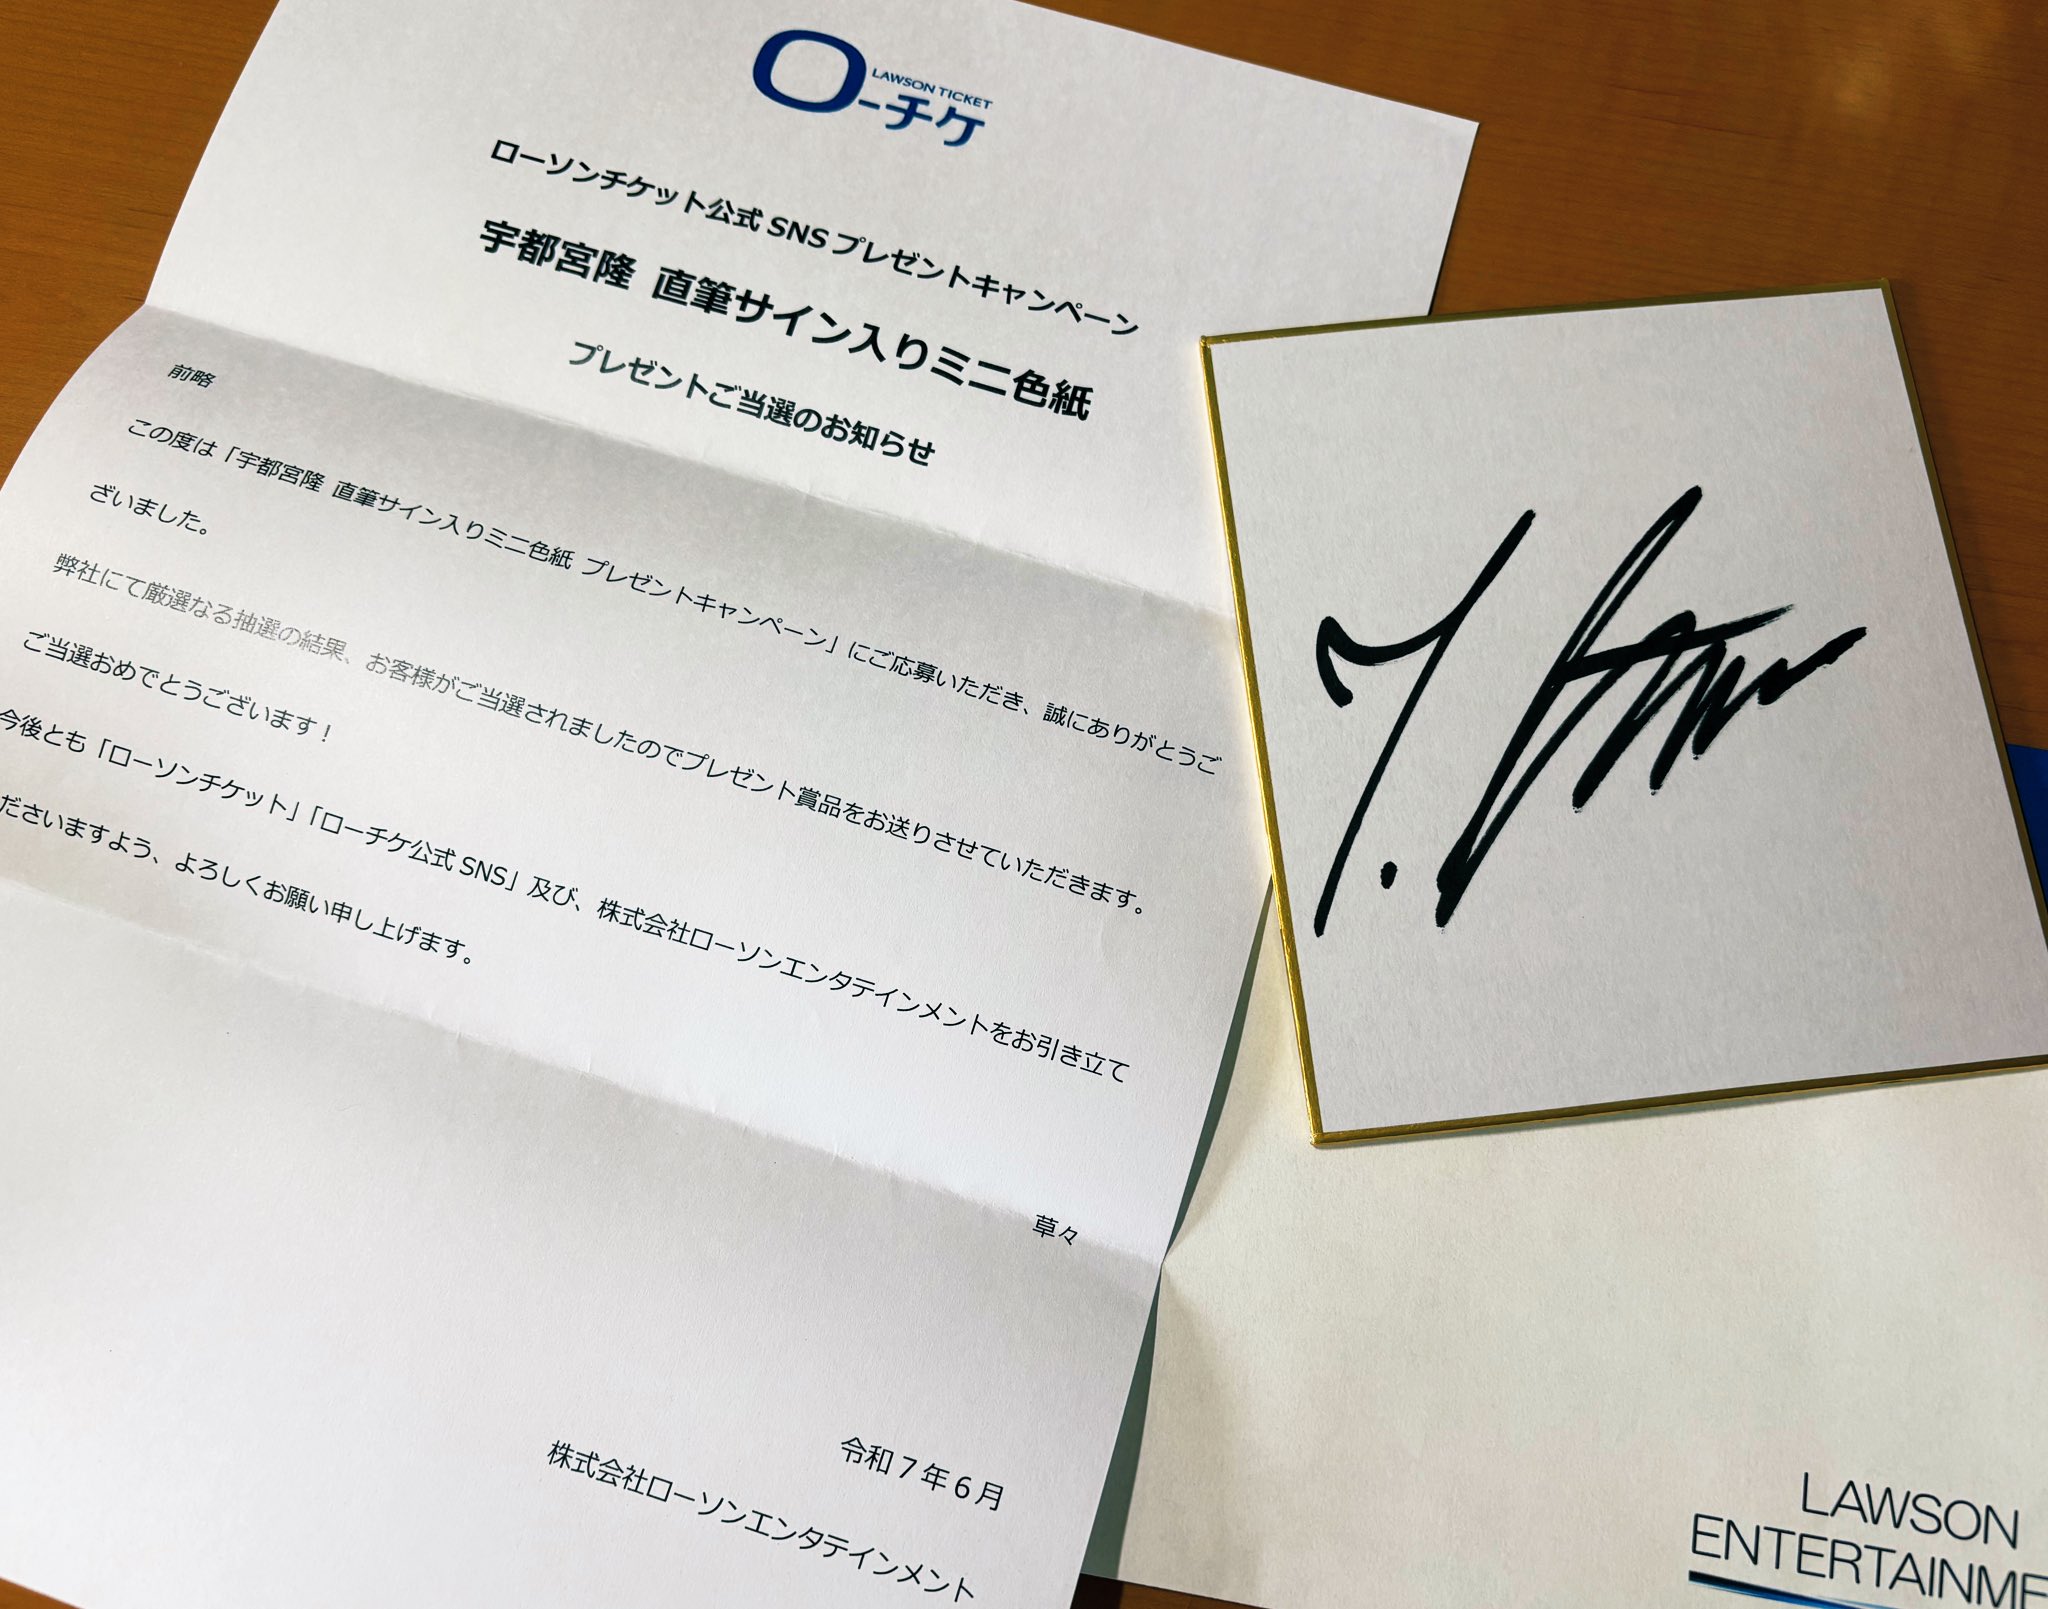 LAWSON TICKET
ローチケ
ローソンチケット公式 SNS プレゼントキャンペーン
宇都宮隆 直筆サイン入りミニ色紙
プレゼントご当選のお知らせ
前略
この度は「宇都宮隆 直筆サイン入りミニ色紙 プレゼントキャンペーン」にご応募いただき、誠にありがとうご
ざいました。
弊社にて厳選なる抽選の結果、お客様がご当選されましたのでプレゼント賞品をお送りさせていただきます。
ご当選おめでとうございます！
今後とも「ローソンチケット」「ローチケ公式 SNS」及び、株式会社ローソンエンタテインメントをお引き立て
ださいますよう、よろしくお願い申し上げます。
草々
令和７年６月
株式会社ローソンエンタテインメント
LAWSON
ENTERTAINME